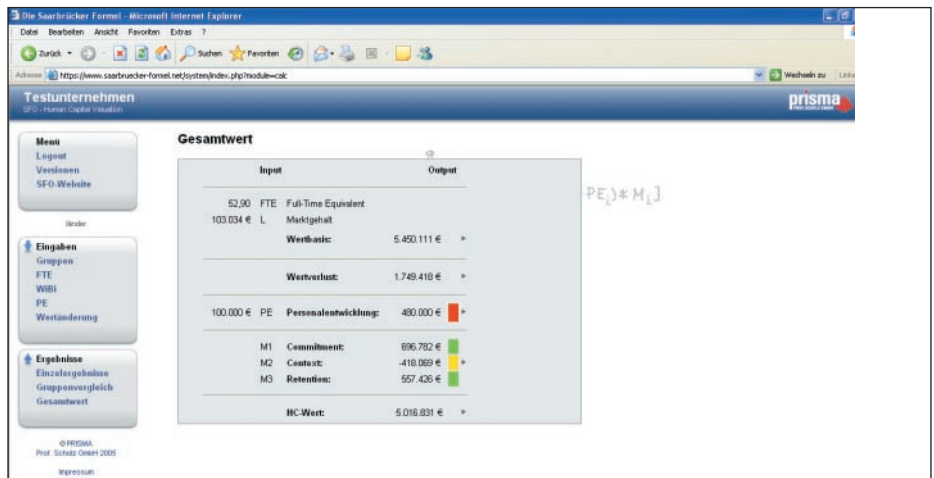 Die Saarbrücker Formel - Microsoft Internet Explorer
Datei Bearbeiten Ansicht Favoriten Extras ?
Zurück Suchen Favoriten
Adresse https://www.saarbruecker-formel.net/system/index.php?module=calc Wechseln zu Links
Testunternehmen
SFO - Human Capital Valuation
prisma
Menü
Logout
Versionen
SFO-Website
Eingaben
Gruppen
FTE
WiBi
PE
Wertänderung
Ergebnisse
Einzelergebnisse
Gruppenvergleich
Gesamtwert
© PRISMA
Prof. Scholz GmbH 2005
Impressum
Gesamtwert
Input Output
52,90 FTE Full-Time Equivalent
103.034 € L Marktgehalt
Wertbasis: 5.450.111 €
Wertverlust: 1.749.418 €
100.000 € PE Personalentwicklung: 480.000 €
M1 Commitment: 696.782 €
M2 Context: -418.069 €
M3 Retention: 557.426 €
HC-Wert: 5.016.831 €
PEi)* Mi]